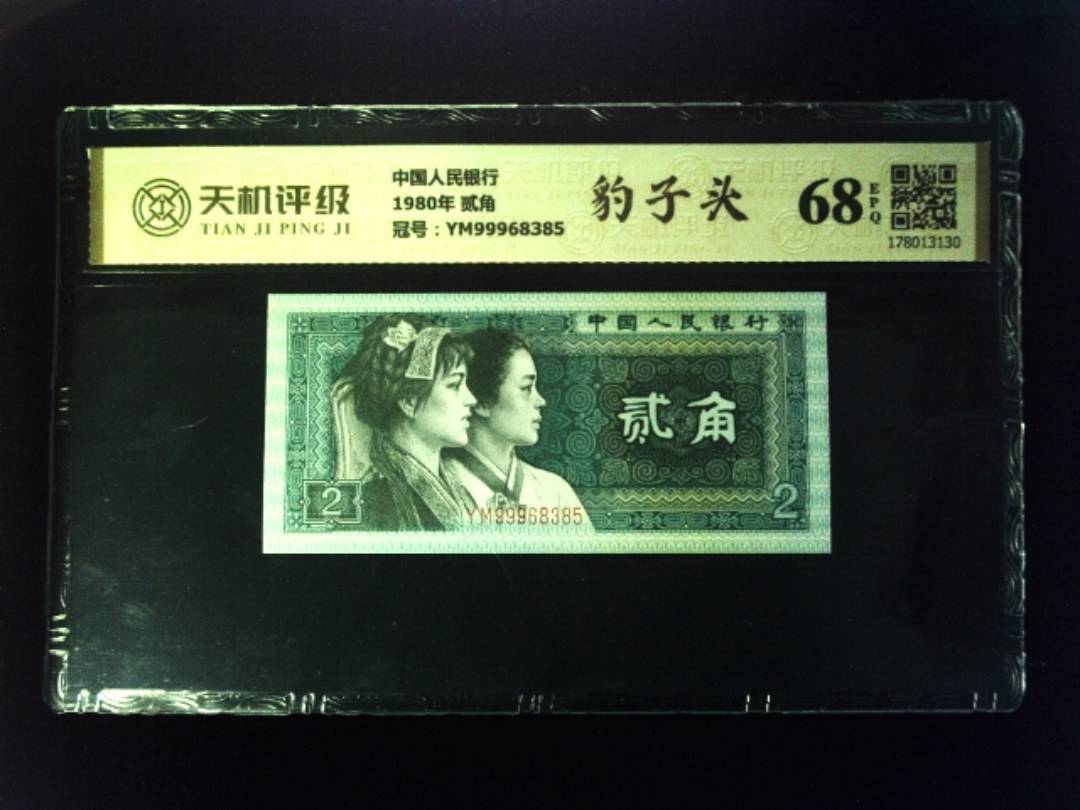 天机评级
TIAN JI PING JI
中国人民银行
1980年 贰角
冠号：YM99968385
豹子头
68
EPQ
178013130
中国人民银行
贰角
2
2
YM99968385